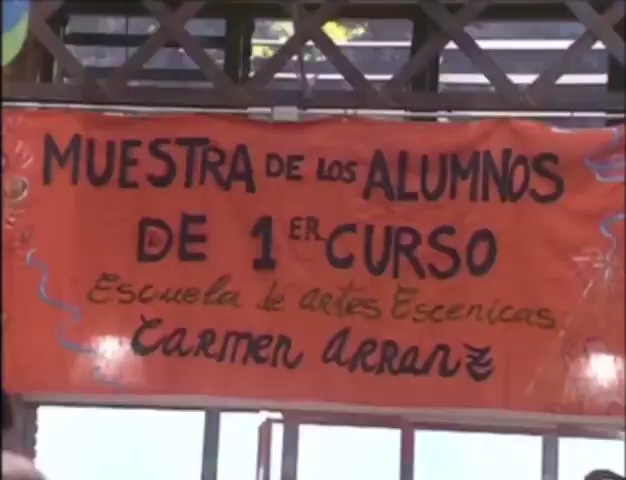 MUESTRA DE LOS ALUMNOS
DE 1ER CURSO
Escuela de artes Escenicas
CARMEN ARRANZ